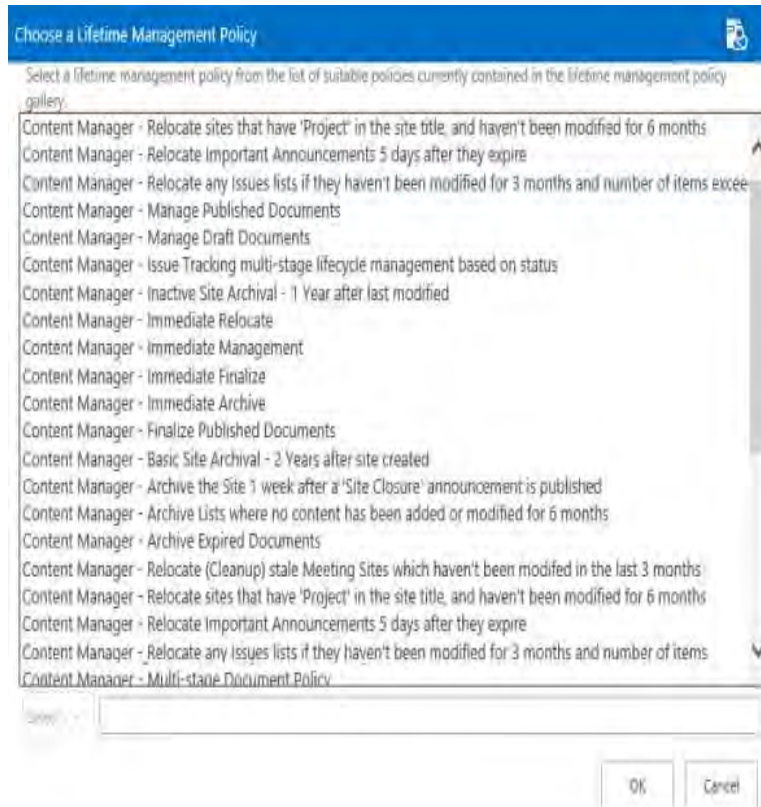 Choose a Lifetime Management Policy
Select a lifetime management policy from the list of suitable policies currently contained in the lifetime management policy
gallery.
Content Manager - Relocate sites that have 'Project' in the site title, and haven't been modified for 6 months
Content Manager - Relocate Important Announcements 5 days after they expire
Content Manager - Relocate any Issues lists if they haven't been modified for 3 months and number of items excee
Content Manager - Manage Published Documents
Content Manager - Manage Draft Documents
Content Manager - Issue Tracking multi-stage lifecycle management based on status
Content Manager - Inactive Site Archival - 1 Year after last modified
Content Manager - Immediate Relocate
Content Manager - Immediate Management
Content Manager - Immediate Finalize
Content Manager - Immediate Archive
Content Manager - Finalize Published Documents
Content Manager - Basic Site Archival - 2 Years after site created
Content Manager - Archive the Site 1 week after a 'Site Closure' announcement is published
Content Manager - Archive Lists where no content has been added or modified for 6 months
Content Manager - Archive Expired Documents
Content Manager - Relocate (Cleanup) stale Meeting Sites which haven't been modifed in the last 3 months
Content Manager - Relocate sites that have 'Project' in the site title, and haven't been modified for 6 months
Content Manager - Relocate Important Announcements 5 days after they expire
Content Manager - Relocate any Issues lists if they haven't been modified for 3 months and number of items
Content Manager - Multi-stage Document Policy
OK
Cancel